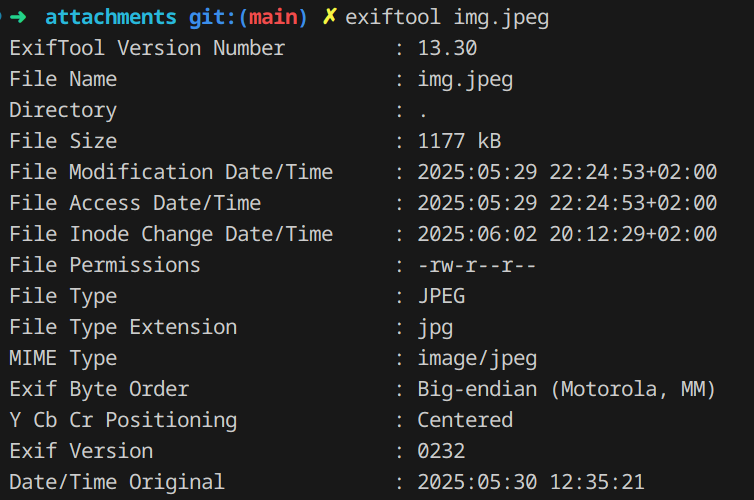 ➜ attachments git:(main) ✗ exiftool img.jpeg
ExifTool Version Number : 13.30
File Name : img.jpeg
Directory : .
File Size : 1177 kB
File Modification Date/Time : 2025:05:29 22:24:53+02:00
File Access Date/Time : 2025:05:29 22:24:53+02:00
File Inode Change Date/Time : 2025:06:02 20:12:29+02:00
File Permissions : -rw-r--r--
File Type : JPEG
File Type Extension : jpg
MIME Type : image/jpeg
Exif Byte Order : Big-endian (Motorola, MM)
Y Cb Cr Positioning : Centered
Exif Version : 0232
Date/Time Original : 2025:05:30 12:35:21